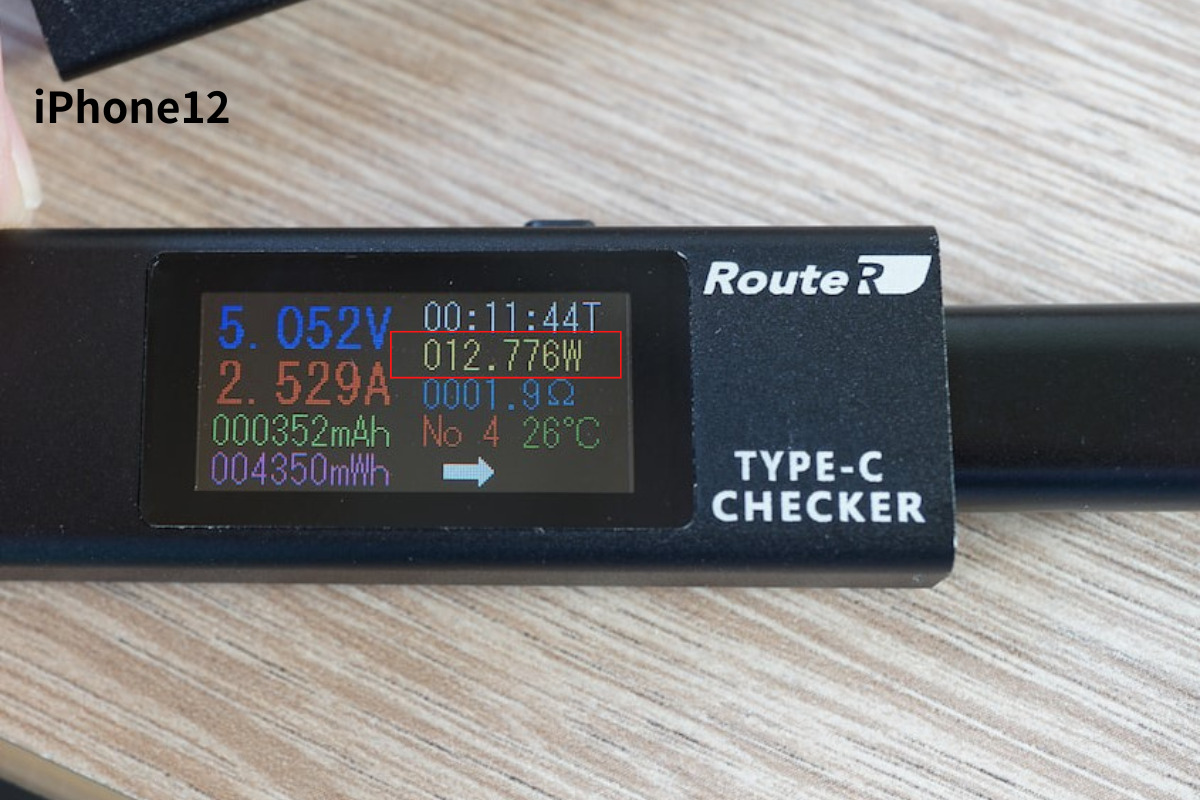 iPhone12
5.052V
2.529A
000352mAh
004350mWh
00:11:44T
012.776W
0001.9Ω
No 4 26℃
RouteR
TYPE-C
CHECKER